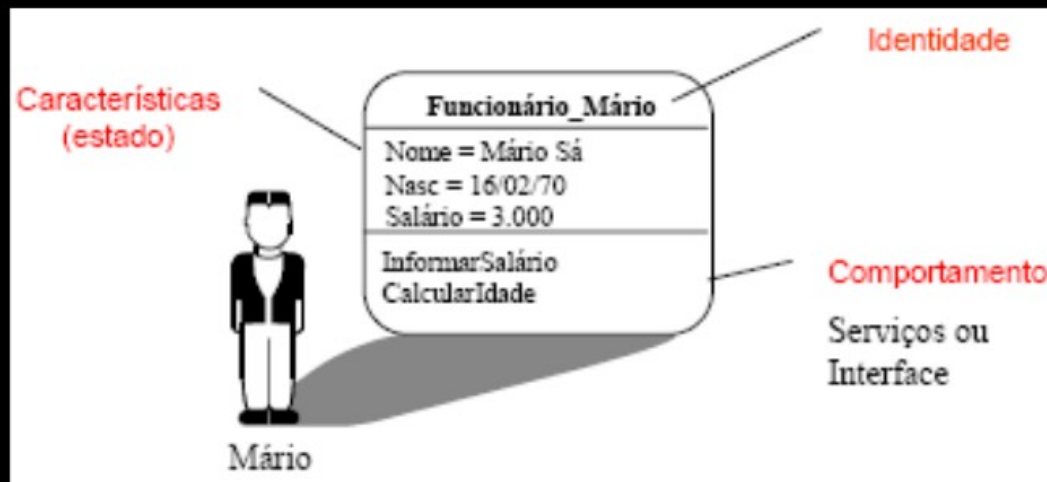 Identidade
Características
(estado)
Funcionário_Mário
Nome = Mário Sá
Nasc = 16/02/70
Salário = 3.000
InformarSalário
CalcularIdade
Comportamento
Serviços ou
Interface
Mário